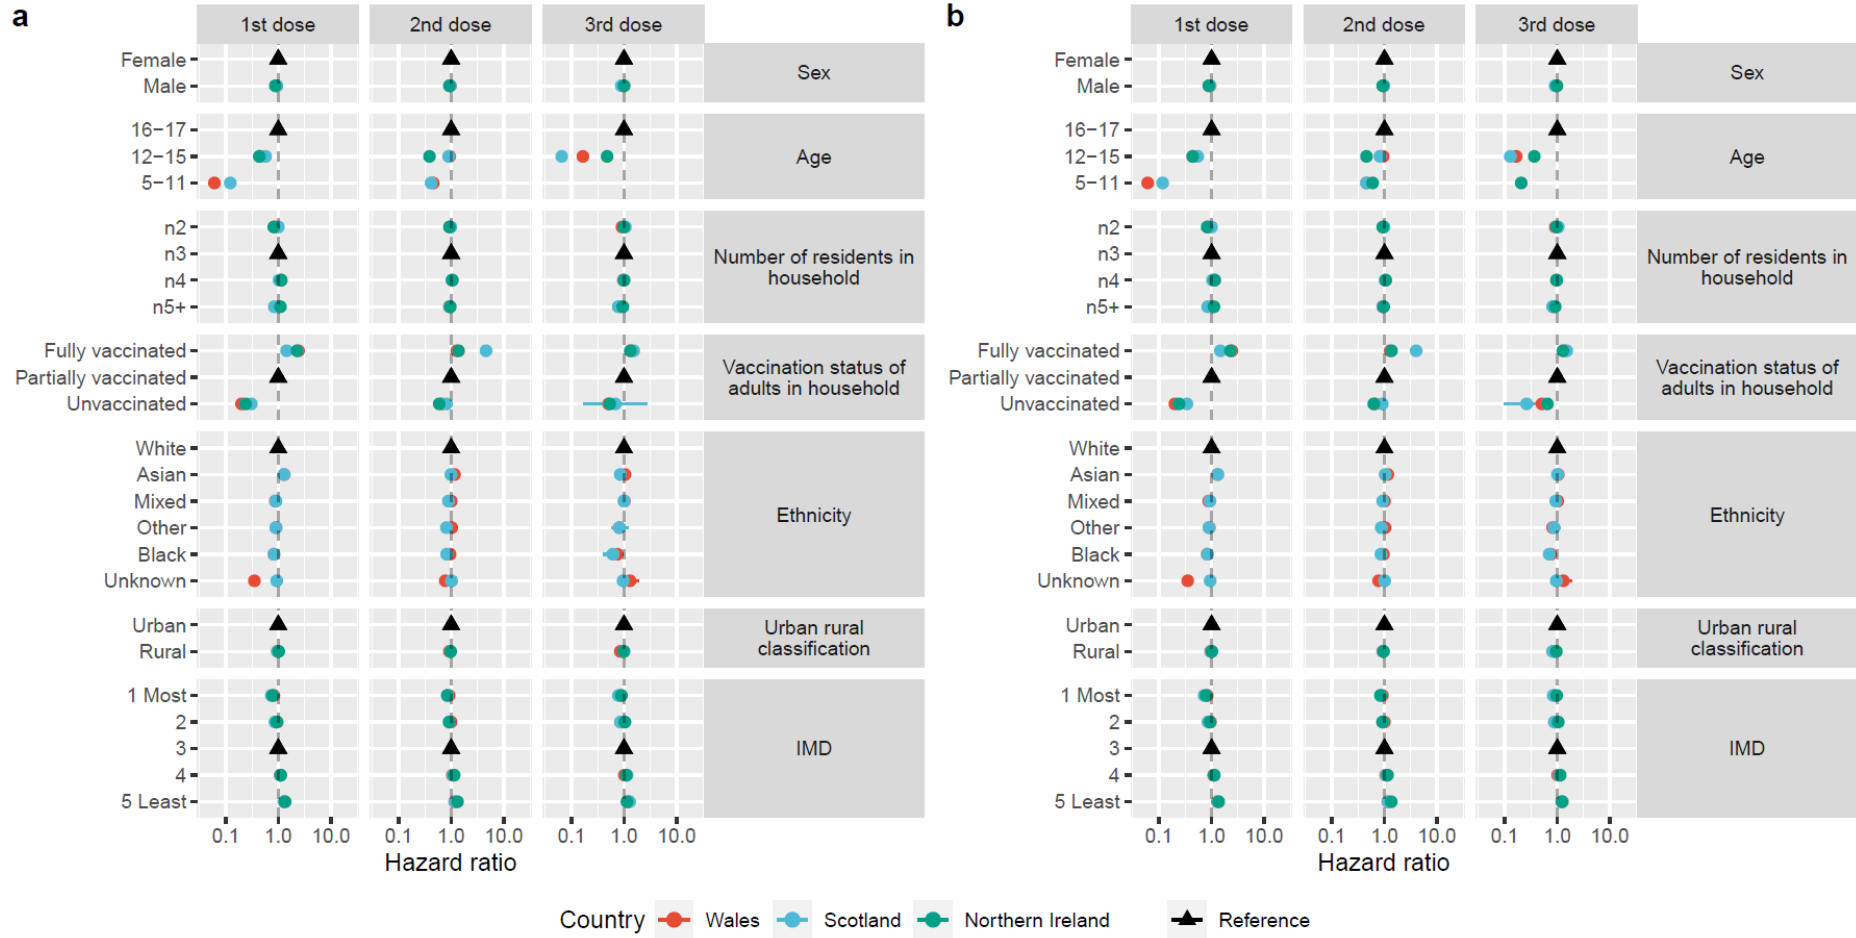 a
1st dose
2nd dose
3rd dose
Female
Male
Sex
16−17
12−15
5−11
Age
n2
n3
n4
n5+
Number of residents in
household
Fully vaccinated
Partially vaccinated
Unvaccinated
Vaccination status of
adults in household
White
Asian
Mixed
Other
Black
Unknown
Ethnicity
Urban
Rural
Urban rural
classification
1 Most
2
3
4
5 Least
IMD
0.1 1.0 10.0
0.1 1.0 10.0
0.1 1.0 10.0
Hazard ratio
b
1st dose
2nd dose
3rd dose
Female
Male
Sex
16−17
12−15
5−11
Age
n2
n3
n4
n5+
Number of residents in
household
Fully vaccinated
Partially vaccinated
Unvaccinated
Vaccination status of
adults in household
White
Asian
Mixed
Other
Black
Unknown
Ethnicity
Urban
Rural
Urban rural
classification
1 Most
2
3
4
5 Least
IMD
0.1 1.0 10.0
0.1 1.0 10.0
0.1 1.0 10.0
Hazard ratio
Country Wales Scotland Northern Ireland Reference